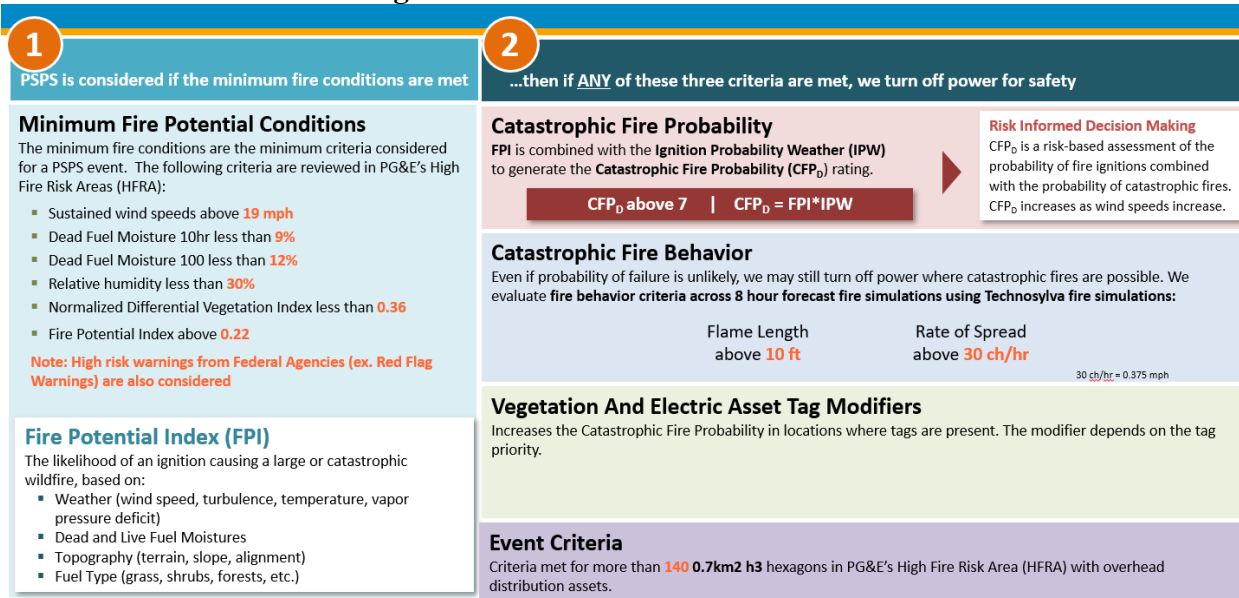 1
PSPS is considered if the minimum fire conditions are met
Minimum Fire Potential Conditions
The minimum fire conditions are the minimum criteria considered
for a PSPS event. The following criteria are reviewed in PG&E's High
Fire Risk Areas (HFRA):
▪ Sustained wind speeds above 19 mph
▪ Dead Fuel Moisture 10hr less than 9%
▪ Dead Fuel Moisture 100 less than 12%
▪ Relative humidity less than 30%
▪ Normalized Differential Vegetation Index less than 0.36
▪ Fire Potential Index above 0.22
Note: High risk warnings from Federal Agencies (ex. Red Flag
Warnings) are also considered
Fire Potential Index (FPI)
The likelihood of an ignition causing a large or catastrophic
wildfire, based on:
▪ Weather (wind speed, turbulence, temperature, vapor
pressure deficit)
▪ Dead and Live Fuel Moistures
▪ Topography (terrain, slope, alignment)
▪ Fuel Type (grass, shrubs, forests, etc.)
2
...then if ANY of these three criteria are met, we turn off power for safety
Catastrophic Fire Probability
FPI is combined with the Ignition Probability Weather (IPW)
to generate the Catastrophic Fire Probability (CFPD) rating.
CFPD above 7 | CFPD = FPI*IPW
Risk Informed Decision Making
CFPD is a risk-based assessment of the
probability of fire ignitions combined
with the probability of catastrophic fires.
CFPD increases as wind speeds increase.
Catastrophic Fire Behavior
Even if probability of failure is unlikely, we may still turn off power where catastrophic fires are possible. We
evaluate fire behavior criteria across 8 hour forecast fire simulations using Technosylva fire simulations:
Flame Length
above 10 ft
Rate of Spread
above 30 ch/hr
30 ch/hr = 0.375 mph
Vegetation And Electric Asset Tag Modifiers
Increases the Catastrophic Fire Probability in locations where tags are present. The modifier depends on the tag
priority.
Event Criteria
Criteria met for more than 140 0.7km2 h3 hexagons in PG&E's High Fire Risk Area (HFRA) with overhead
distribution assets.